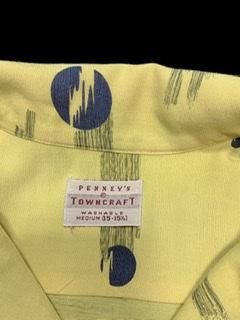 PENNEY'S
©
TOWNCRAFT
WASHABLE
MEDIUM (15-15½)